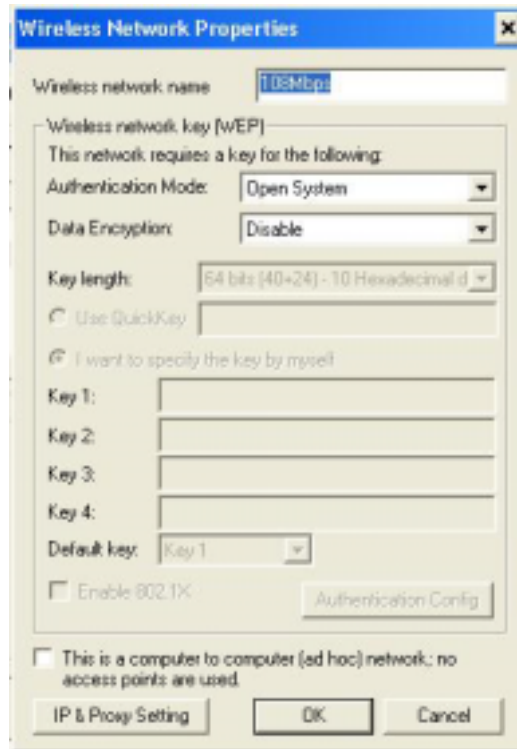 Wireless Network Properties
Wireless network name 108Mbps
Wireless network key (WEP)
This network requires a key for the following:
Authentication Mode: Open System
Data Encryption: Disable
Key length: 64 bits (40+24) - 10 Hexadecimal d
Use QuickKey
I want to specify the key by myself
Key 1:
Key 2:
Key 3:
Key 4:
Default key: Key 1
Enable 802.1X
Authentication Config
This is a computer to computer (ad hoc) network.; no
access points are used.
IP & Proxy Setting OK Cancel